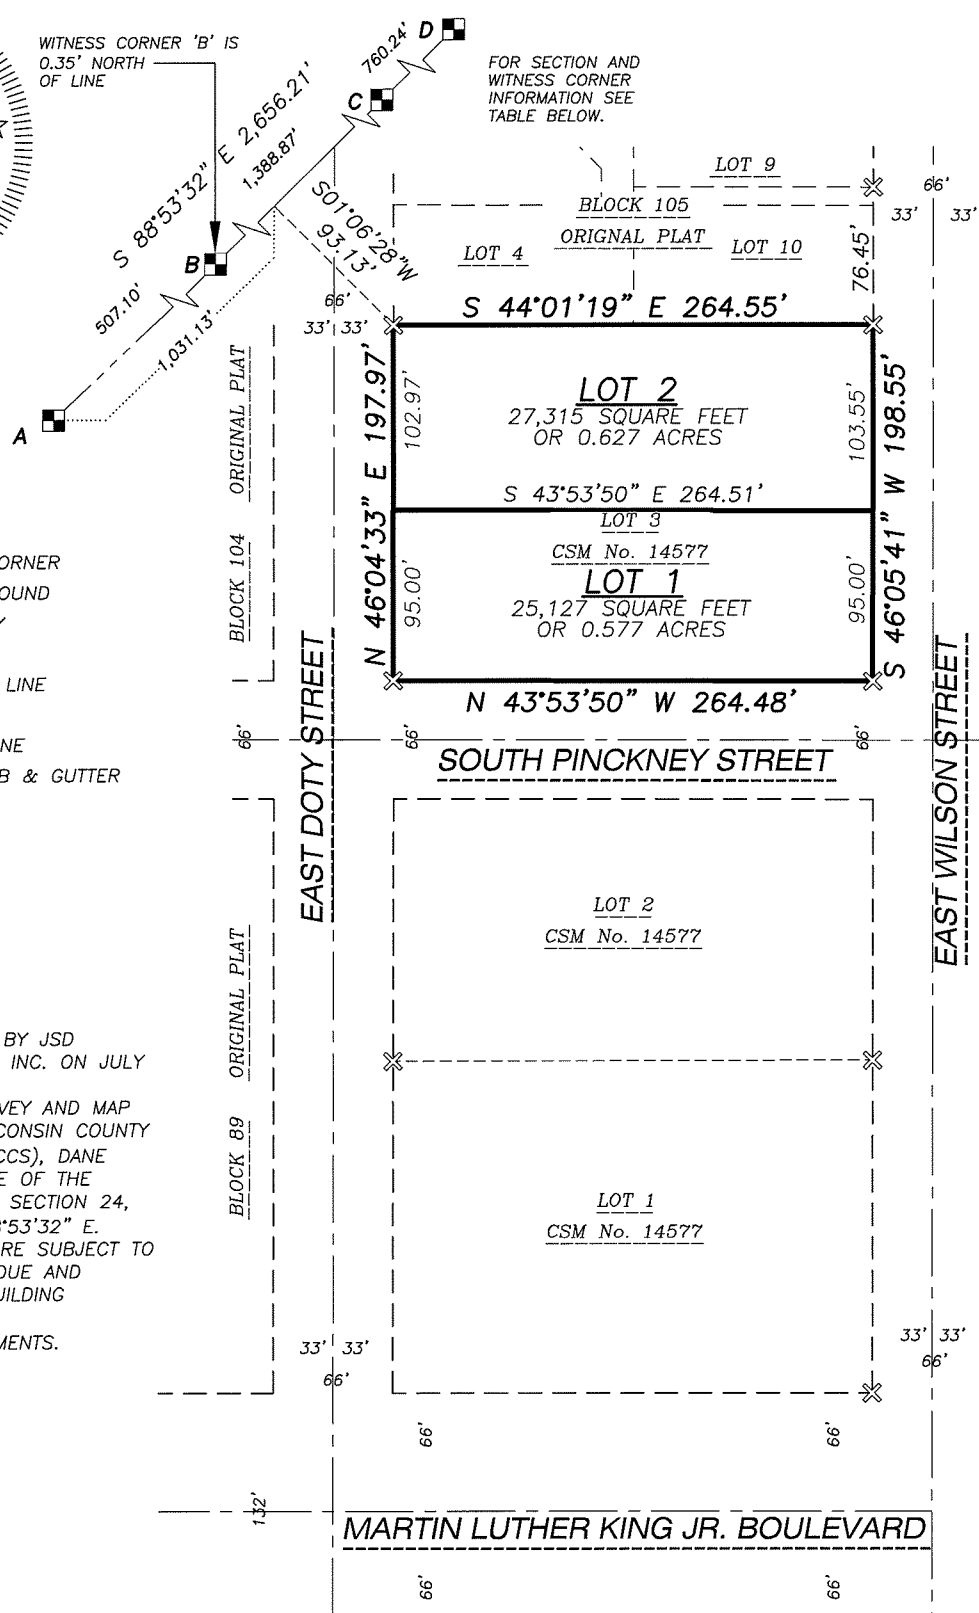 WITNESS CORNER 'B' IS
0.35' NORTH
OF LINE
D
760.24'
C
S 88°53'32" E 2,656.21'
1,388.87'
FOR SECTION AND
WITNESS CORNER
INFORMATION SEE
TABLE BELOW.
B
S01°06'28"W
93.13'
507.10'
1,031.13'
A
LOT 9
66'
33' 33'
BLOCK 105
ORIGNAL PLAT
LOT 4
LOT 10
76.45'
66'
33' 33'
S 44°01'19" E 264.55'
N 46°04'33" E 197.97'
102.97'
LOT 2
27,315 SQUARE FEET
OR 0.627 ACRES
103.55'
S 46°05'41" W 198.55'
S 43°53'50" E 264.51'
LOT 3
CSM No. 14577
LOT 1
25,127 SQUARE FEET
OR 0.577 ACRES
95.00'
95.00'
N 43°53'50" W 264.48'
ORIGINAL PLAT
BLOCK 104
ORNER
OUND
LINE
NE
B & GUTTER
66'
66'
66'
SOUTH PINCKNEY STREET
EAST DOTY STREET
EAST WILSON STREET
LOT 2
CSM No. 14577
ORIGINAL PLAT
BLOCK 89
LOT 1
CSM No. 14577
BY JSD
INC. ON JULY
VEY AND MAP
CONSIN COUNTY
CCS), DANE
E OF THE
SECTION 24,
°53'32" E.
RE SUBJECT TO
QUE AND
UILDING
MENTS.
33' 33'
66'
33' 33'
66'
66'
66'
132'
MARTIN LUTHER KING JR. BOULEVARD
66'
66'